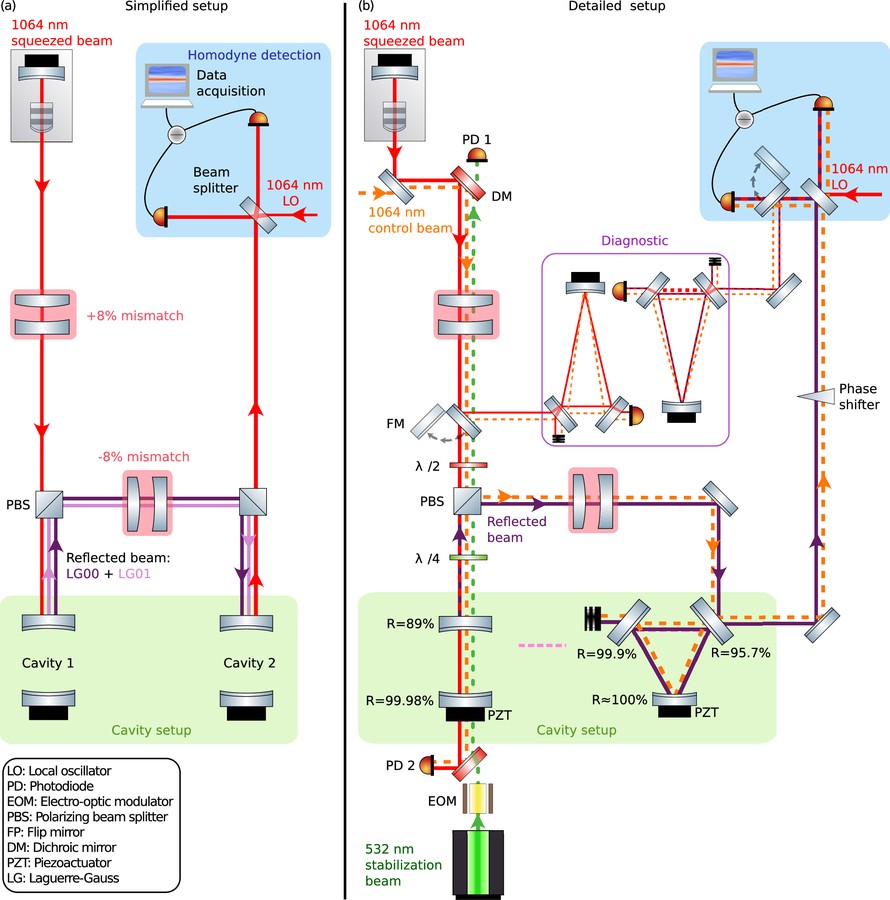 (a)
Simplified setup
1064 nm
squeezed beam
Homodyne detection
Data
acquisition
Beam
splitter
1064 nm
LO
+8% mismatch
-8% mismatch
PBS
Reflected beam:
LG00 + LG01
Cavity 1
Cavity 2
Cavity setup
LO: Local oscillator
PD: Photodiode
EOM: Electro-optic modulator
PBS: Polarizing beam splitter
FP: Flip mirror
DM: Dichroic mirror
PZT: Piezoactuator
LG: Laguerre-Gauss
(b)
Detailed setup
1064 nm
squeezed beam
PD 1
DM
1064 nm
control beam
1064 nm
LO
Diagnostic
FM
Phase
shifter
λ /2
PBS
Reflected
beam
λ /4
R=89%
R=99.9%
R=95.7%
R=99.98%
PZT
R≈100%
PZT
Cavity setup
PD 2
EOM
532 nm
stabilization
beam